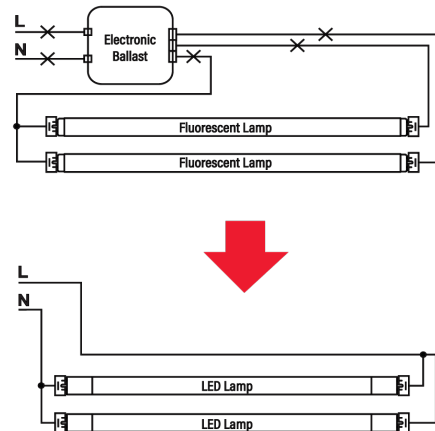 L
Electronic
N
Ballast
Fluorescent Lamp
Fluorescent Lamp
L
N
LED Lamp
LED Lamp